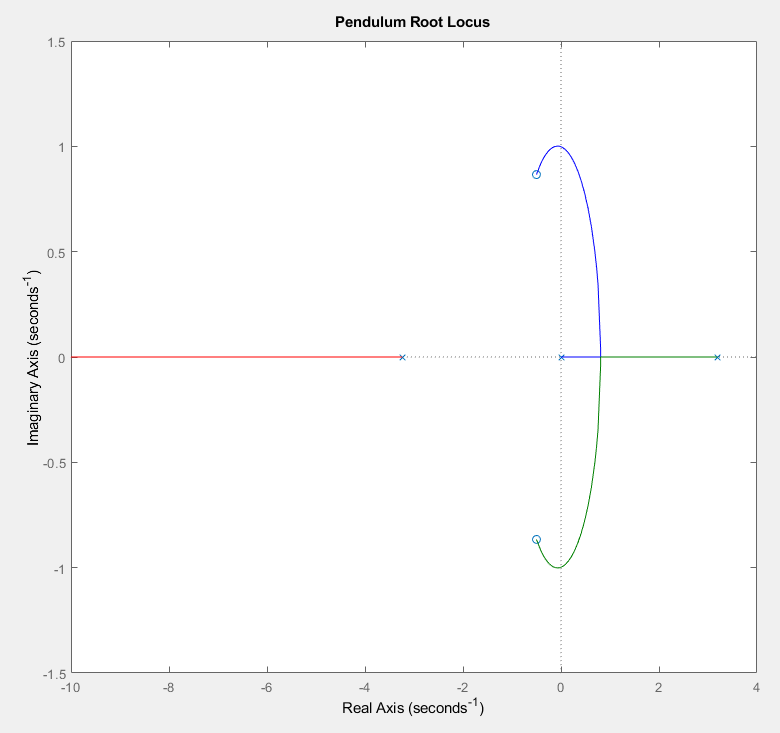 Pendulum Root Locus
1.5
1
0.5
0
-0.5
-1
-1.5
Imaginary Axis (seconds-1)
-10 -8 -6 -4 -2 0 2 4
Real Axis (seconds-1)